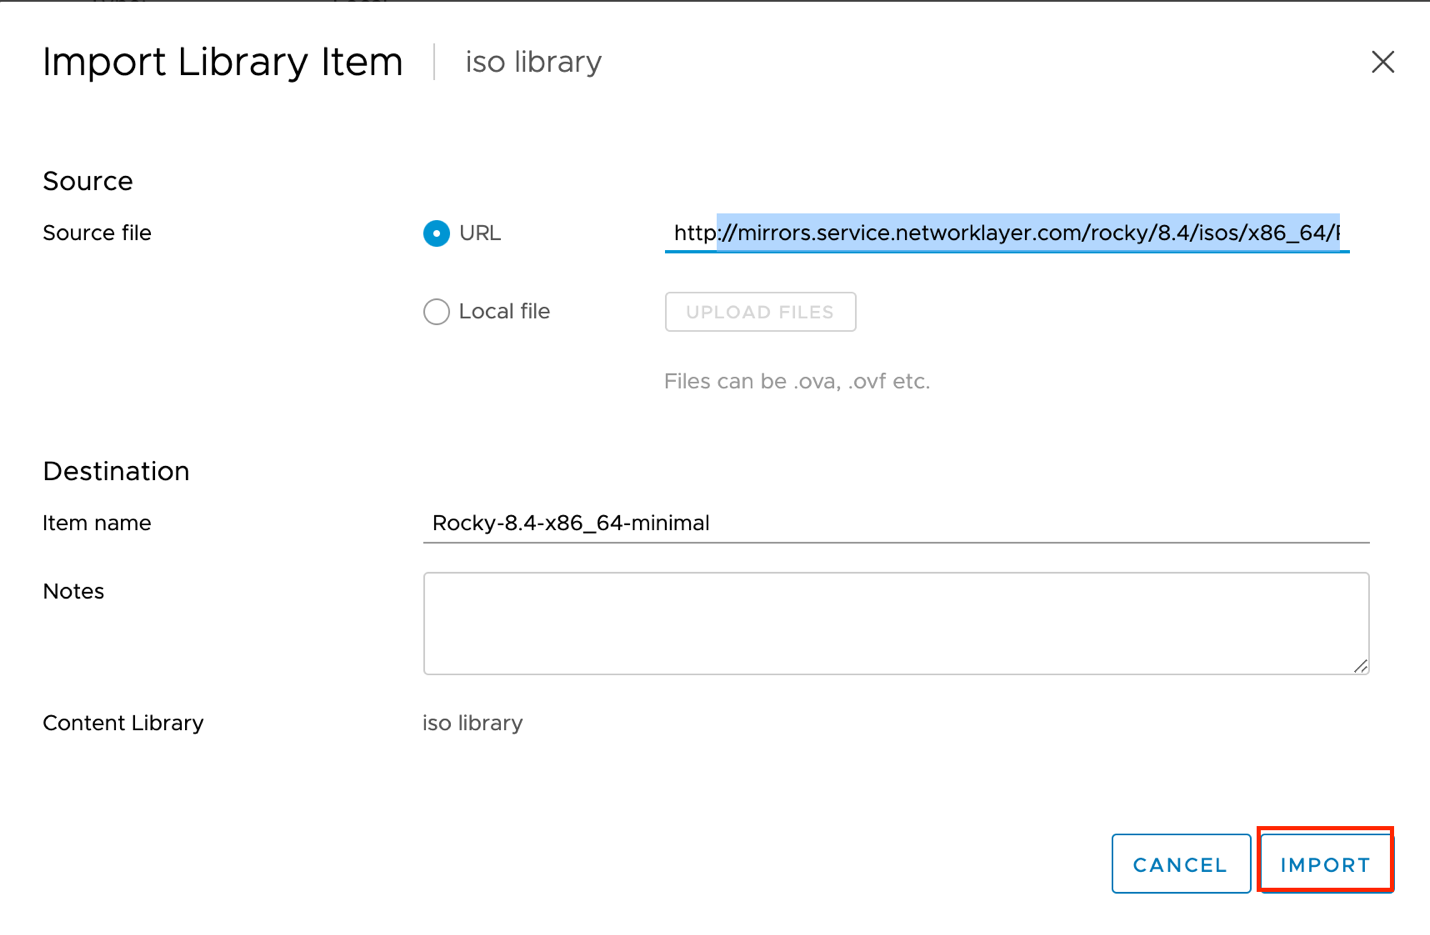 Import Library Item iso library
Source
Source file URL http://mirrors.service.networklayer.com/rocky/8.4/isos/x86_64/
Local file UPLOAD FILES
Files can be .ova, .ovf etc.
Destination
Item name Rocky-8.4-x86_64-minimal
Notes
Content Library iso library
CANCEL IMPORT